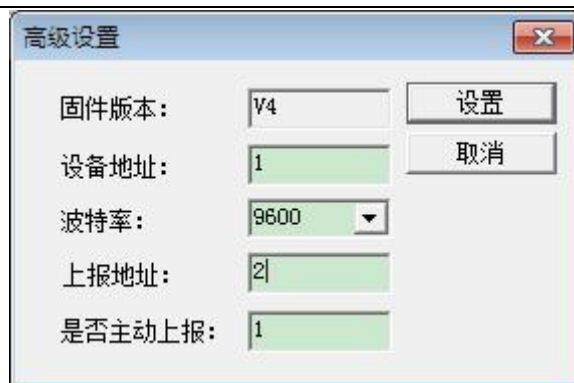 高级设置
固件版本： V4 设置
设备地址： 1 取消
波特率： 9600
上报地址： 2
是否主动上报： 1